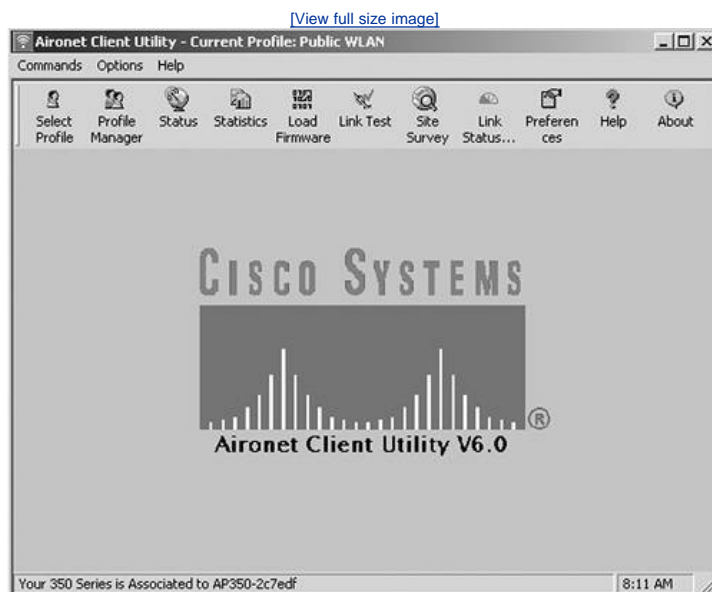 [View full size image]
Aironet Client Utility - Current Profile: Public WLAN
Commands Options Help
Select Profile
Profile Manager
Status
Statistics
Load Firmware
Link Test
Site Survey
Link Status...
Preferen ces
Help
About
CISCO SYSTEMS
®
Aironet Client Utility V6.0
Your 350 Series is Associated to AP350-2c7edf
8:11 AM